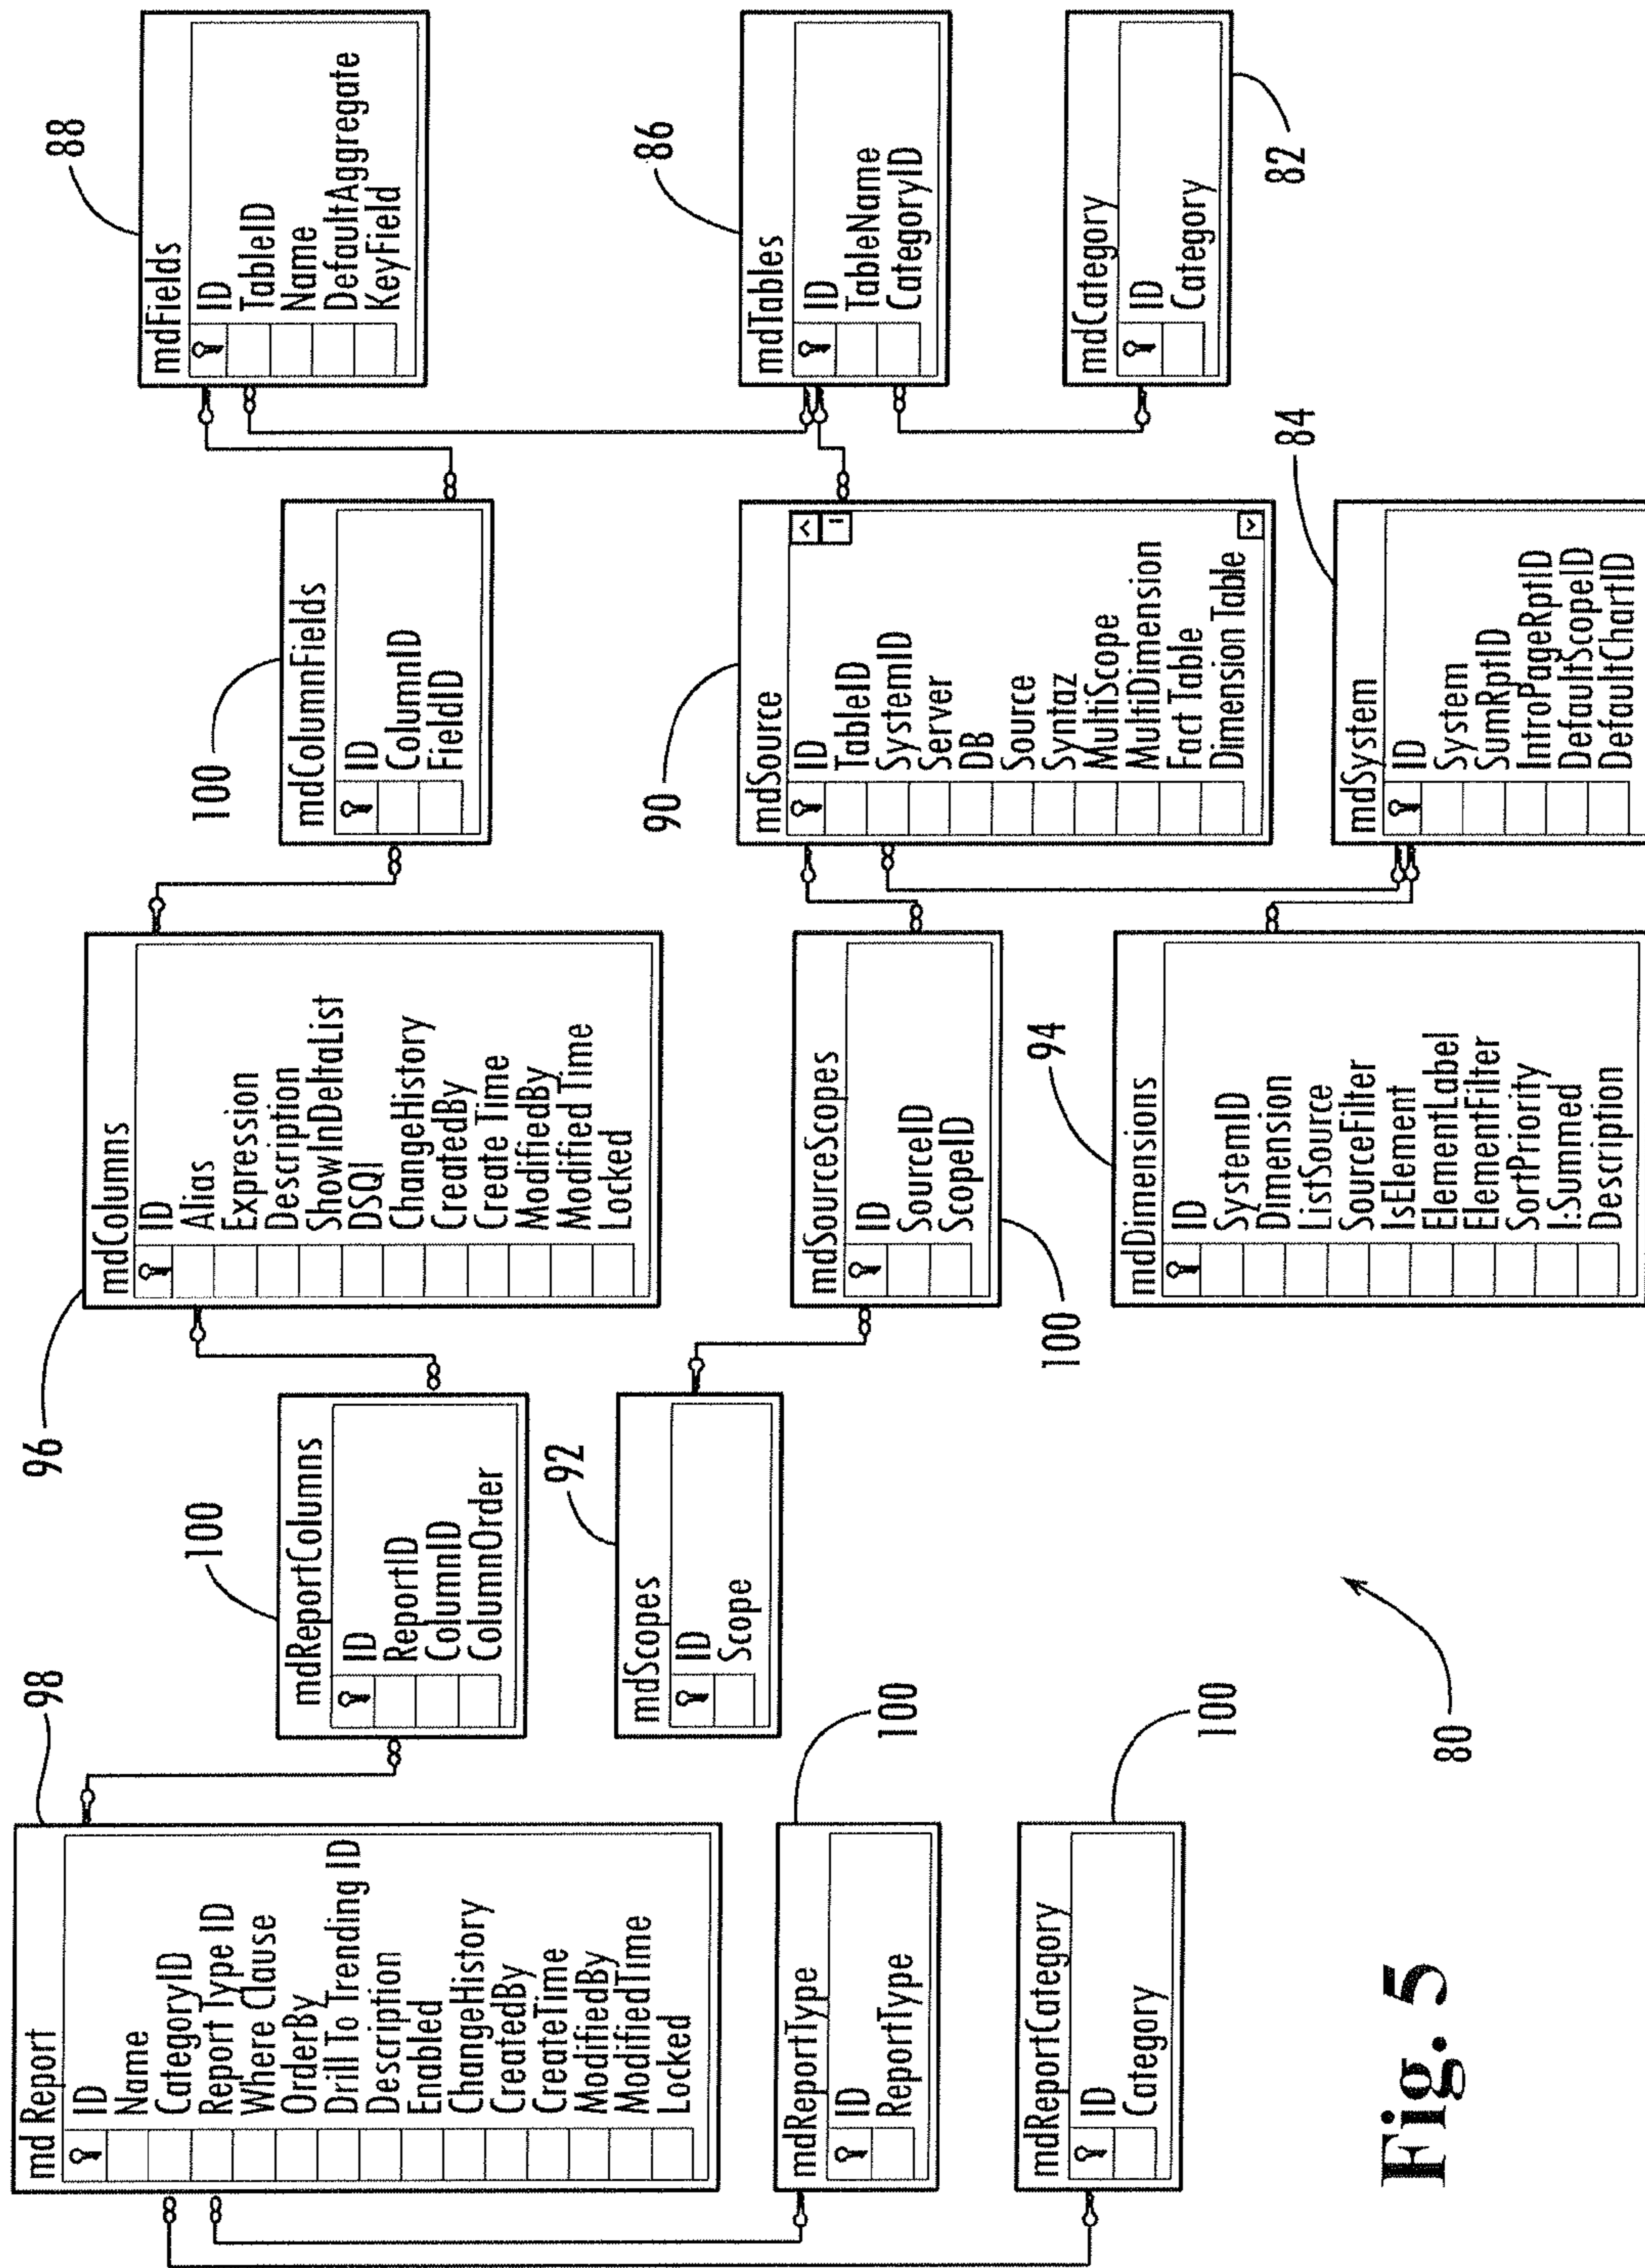 98
md Report
ID
Name
CategoryID
Report Type ID
Where Clause
OrderBy
Drill To Trending ID
Description
Enabled
ChangeHistory
CreatedBy
CreateTime
ModifiedBy
ModifiedTime
Locked
100
mdReportType
ID
ReportType
100
mdReportCategory
ID
Category
100
mdReportColumns
ID
ReportID
ColumnID
ColumnOrder
92
mdScopes
ID
Scope
96
mdColumns
ID
Alias
Expression
Description
ShowInDeltaList
DSQI
ChangeHistory
CreatedBy
Create Time
ModifiedBy
Modified Time
Locked
mdSourceScopes
ID
SourceID
ScopeID
100
94
mdDimensions
ID
SystemID
Dimension
ListSource
SourceFilter
IsElement
ElementLabel
ElementFilter
SortPriority
I:Summed
Description
100
mdColumnFields
ID
ColumnID
FieldID
90
mdSource
ID
TableID
SystemID
Server
DB
Source
Syntaz
MultiScope
MultiDimension
Fact Table
Dimension Table
84
mdSystem
ID
System
SumRptID
IntroPageRptID
DefaultScopeID
DefaultChartID
88
mdFields
ID
TableID
Name
DefaultAggregate
KeyField
86
mdTables
ID
TableName
CategoryID
mdCategory
ID
Category
82
80
Fig. 5